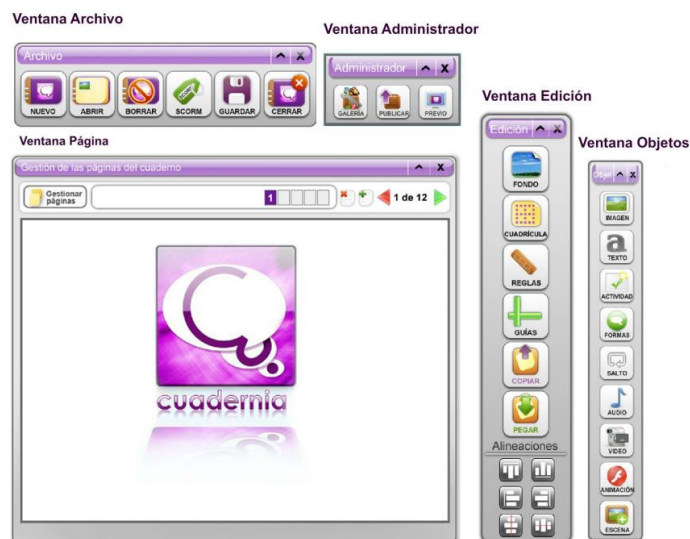 Ventana Archivo
Archivo
NUEVO ABRIR BORRAR SCORM GUARDAR CERRAR
Ventana Administrador
Administrador
GALERÍA PUBLICAR PREVIO
Ventana Página
Gestión de las páginas del cuaderno
Gestionar
páginas
1
1 de 12
cuadernia
Ventana Edición
Edición
FONDO
CUADRÍCULA
REGLAS
GUÍAS
COPIAR
PEGAR
Alineaciones
Ventana Objetos
Objet
IMAGEN
a
TEXTO
ACTIVIDAD
FORMAS
SALTO
AUDIO
VIDEO
ANIMACIÓN
ESCENA